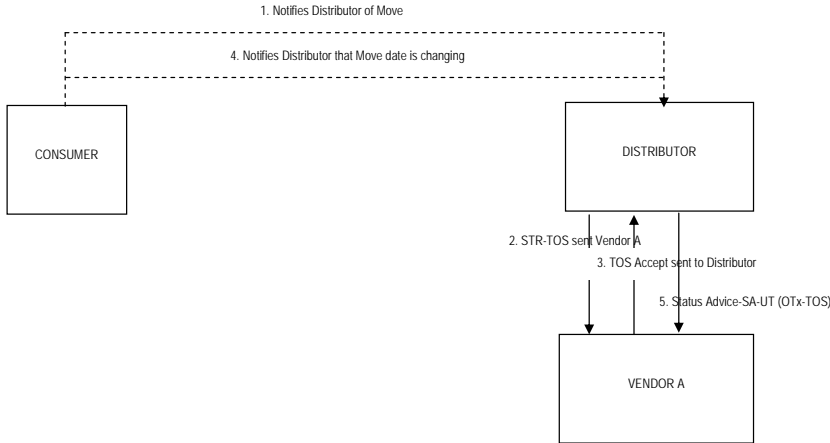 1. Notifies Distributor of Move
4. Notifies Distributor that Move date is changing
CONSUMER
DISTRIBUTOR
2. STR-TOS sent Vendor A
3. TOS Accept sent to Distributor
5. Status Advice-SA-UT (OTx-TOS)
VENDOR A